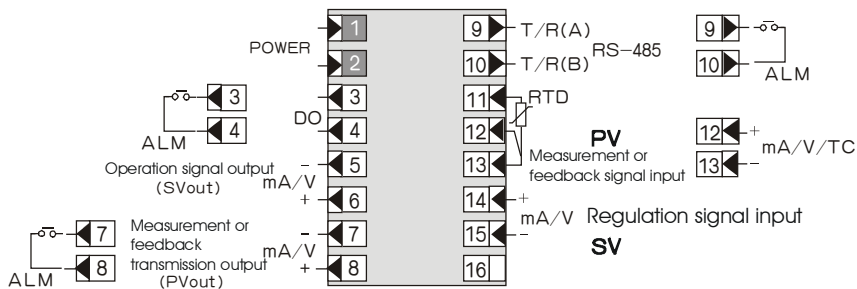 POWER
1
2
3
4
DO
3
4
ALM
Operation signal output
(SVout)
- 
mA/V
+
5
6
7
8
ALM
Measurement or
feedback
transmission output
(PVout)
-
mA/V
+
7
8
9
T/R(A)
10
T/R(B)
RS-485
9
10
ALM
11
RTD
12
13
PV
Measurement or
feedback signal input
12
+
13
-
mA/V/TC
14
+
mA/V
15
-
Regulation signal input
SV
16